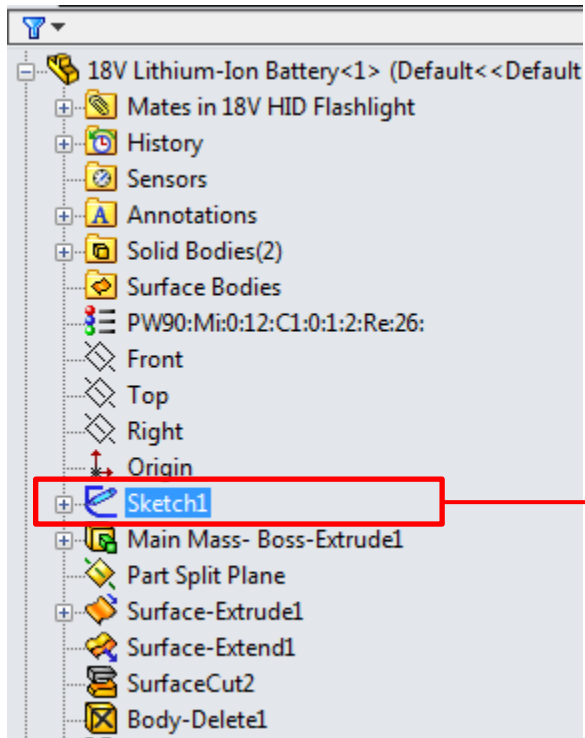 18V Lithium-Ion Battery<1> (Default<<Default
Mates in 18V HID Flashlight
History
Sensors
Annotations
Solid Bodies(2)
Surface Bodies
PW90:Mi:0:12:C1:0:1:2:Re:26:
Front
Top
Right
Origin
Sketch1
Main Mass- Boss-Extrude1
Part Split Plane
Surface-Extrude1
Surface-Extend1
SurfaceCut2
Body-Delete1